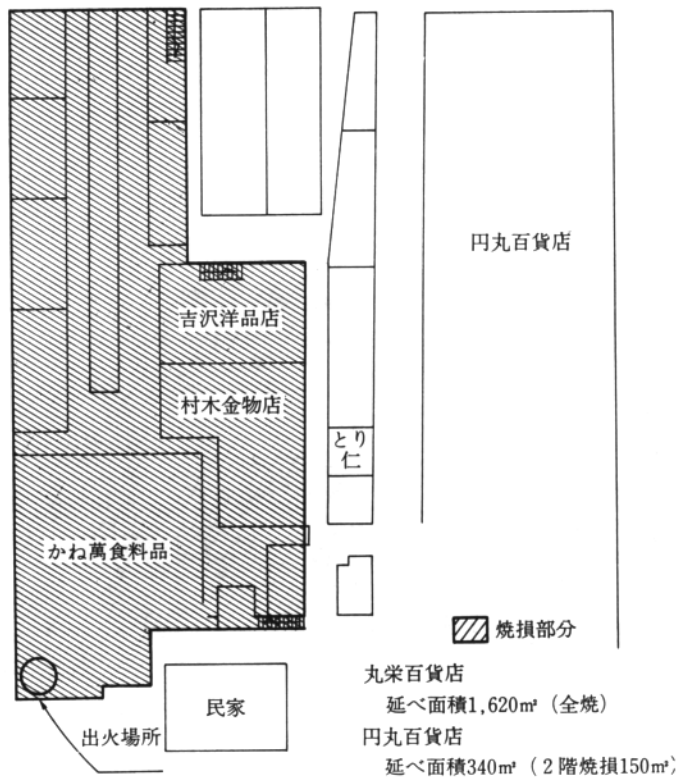 円丸百貨店
吉沢洋品店
村木金物店
とり
仁
かね萬食料品
焼損部分
民家
出火場所
丸栄百貨店
延べ面積1,620㎡(全焼)
円丸百貨店
延べ面積340㎡(2階焼損150㎡)